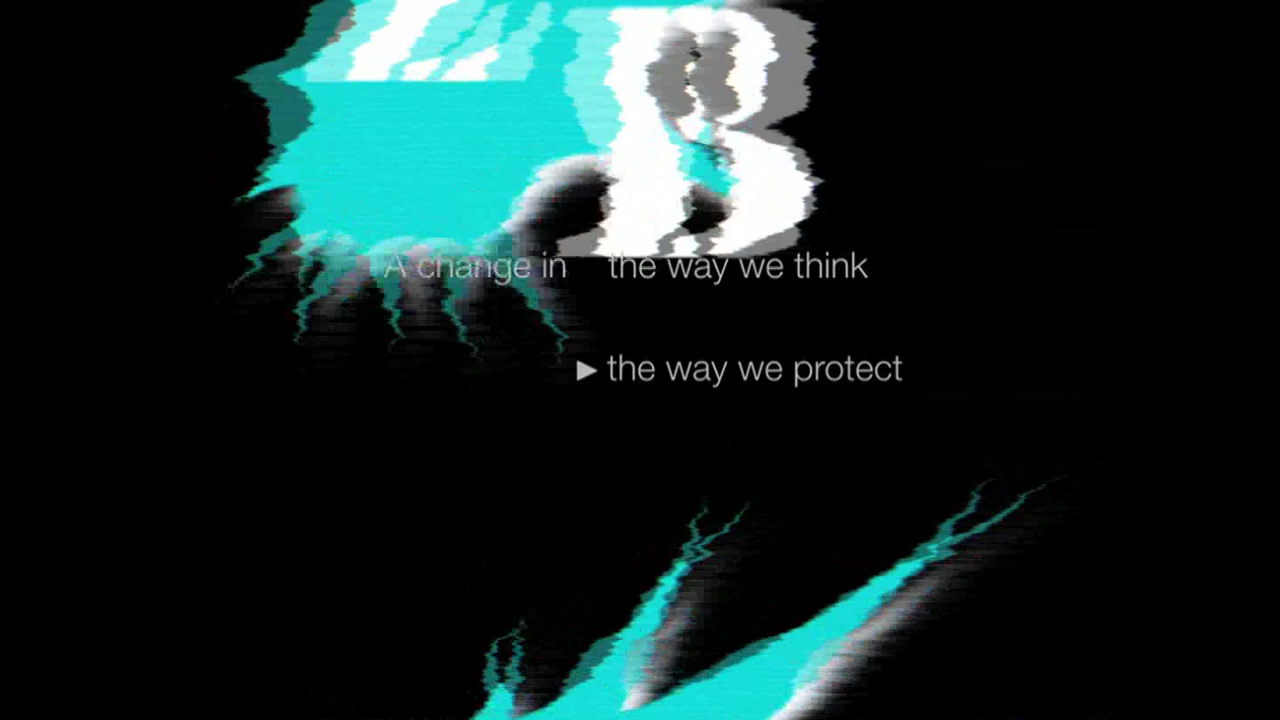 B
A change in the way we think
▶ the way we protect